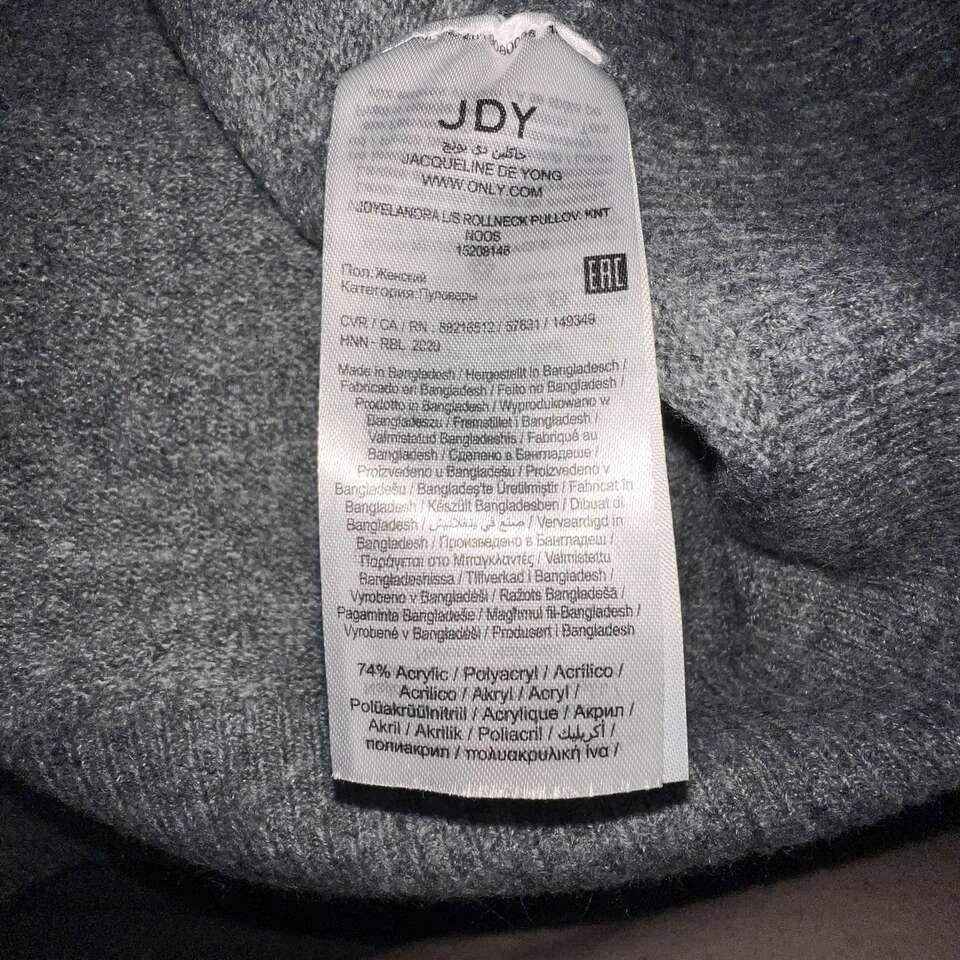 JDY
جاكلين دى يونج
JACQUELINE DE YONG
WWW.ONLY.COM
JDYELANORA L/S ROLLNECK PULLOV. KNT
NOOS
15208148
Пол:Женский
Категория:Пуловеры
EAC
CVR / CA / RN . 88216512 / 57831 / 149349
HNN - RBL 2020
Made in Bangladesh / Hergestellt in Bangladesch /
Fabricado en Bangladesh / Feito no Bangladesh /
Prodotto in Bangladesh / Wyprodukowano w
Bangladeszu / Fremstillet i Bangladesh /
Valmistatud Bangladeshis / Fabriqué au
Bangladesh / Сделано в Бангладеше /
Proizvedeno u Bangladešu / Proizvedeno v
Bangladešu / Bangladeş'te Üretilmiştir / Fabricat în
Bangladesh / Készült Bangladesben / Dibuat di
Bangladesh / صنع في بنغلاديش / Vervaardigd in
Bangladesh / Произведено в Бангладеш /
Παράγεται στο Μπαγκλαντές / Valmistettu
Bangladeshissa / Tillverkad i Bangladesh /
Vyrobeno v Bangladéši / Ražots Bangladešā /
Pagaminta Bangladeše / Magħmul fil-Bangladesh /
Vyrobené v Bangladéši / Produsert i Bangladesh
74% Acrylic / Polyacryl / Acrílico /
Acrilico / Akryl / Acryl /
Polüakrüülnitriil / Acrylique / Акрил /
Akril / Akrilik / Poliacril / أكريليك /
полиакрил / πολυακρυλική ίνα /